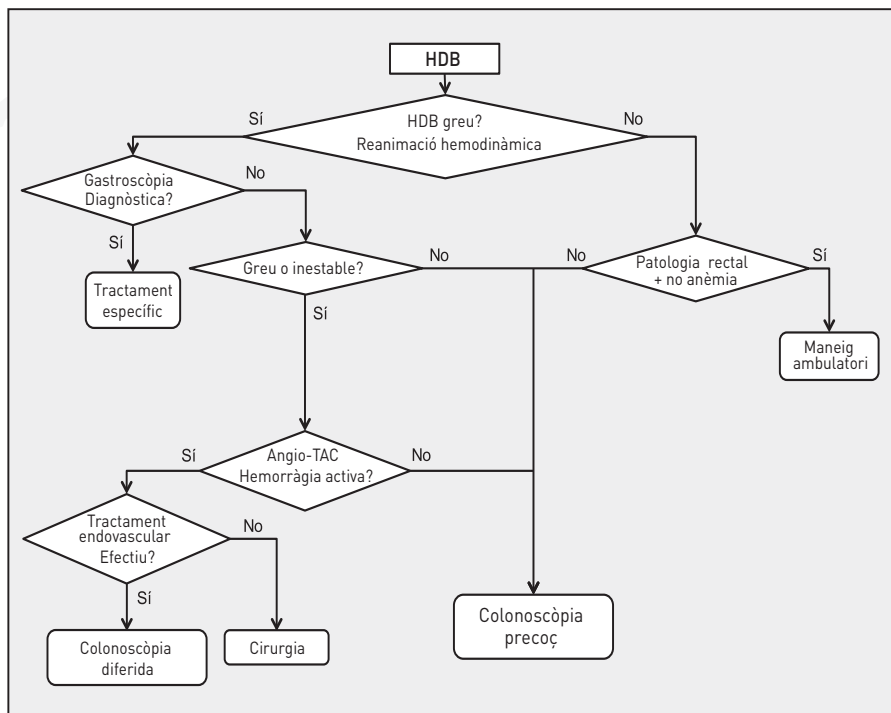 HDB
HDB greu?
Reanimació hemodinàmica
Sí
No
Gastroscòpia
Diagnòstica?
No
Sí
Tractament
específic
Greu o inestable?
No
No
Patologia rectal
+ no anèmia
Sí
Sí
Maneig
ambulatori
Angio-TAC
Hemorràgia activa?
Sí
No
Tractament
endovascular
Efectiu?
No
Sí
Colonoscòpia
diferida
Cirurgia
Colonoscòpia
precoç